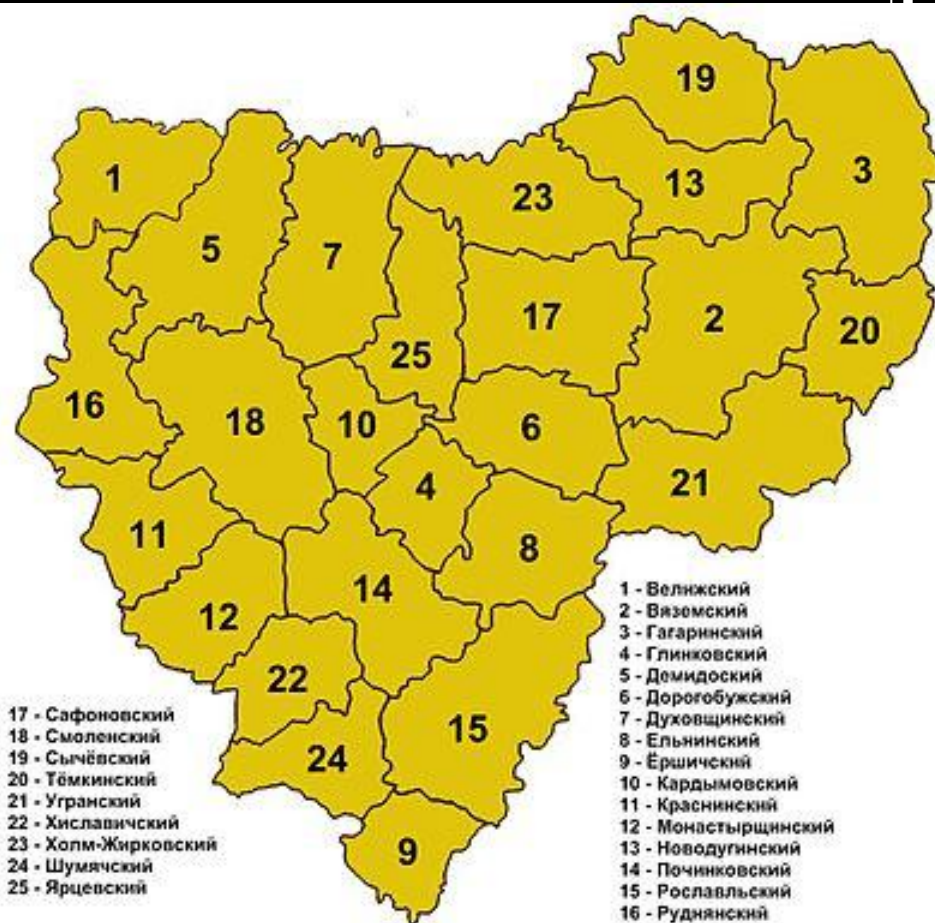 19
1
3
13
23
5
7
17
2
25
20
16
10
18
6
4
21
11
8
14
12
22
15
24
9
1 - Велижский
2 - Вяземский
3 - Гагаринский
4 - Глинковский
5 - Демидоский
6 - Дорогобужский
7 - Духовщинский
8 - Ельнинский
9 - Ёршичский
10 - Кардымовский
11 - Краснинский
12 - Монастырщинский
13 - Новодугинский
14 - Починковский
15 - Рославльский
16 - Руднянский
17 - Сафоновский
18 - Смоленский
19 - Сычёвский
20 - Тёмкинский
21 - Угранский
22 - Хиславичский
23 - Холм-Жирковский
24 - Шумячский
25 - Ярцевский